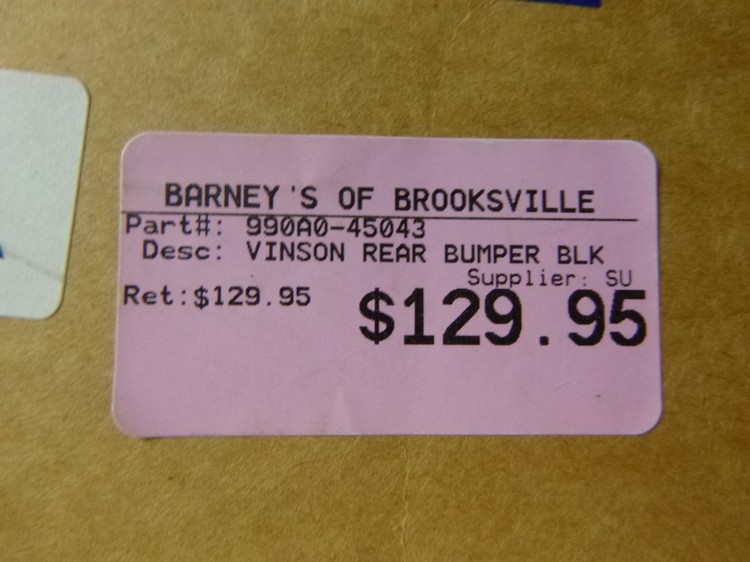 BARNEY'S OF BROOKSVILLE
Part#: 990A0-45043
Desc: VINSON REAR BUMPER BLK
Supplier: SU
Ret:$129.95
$129.95